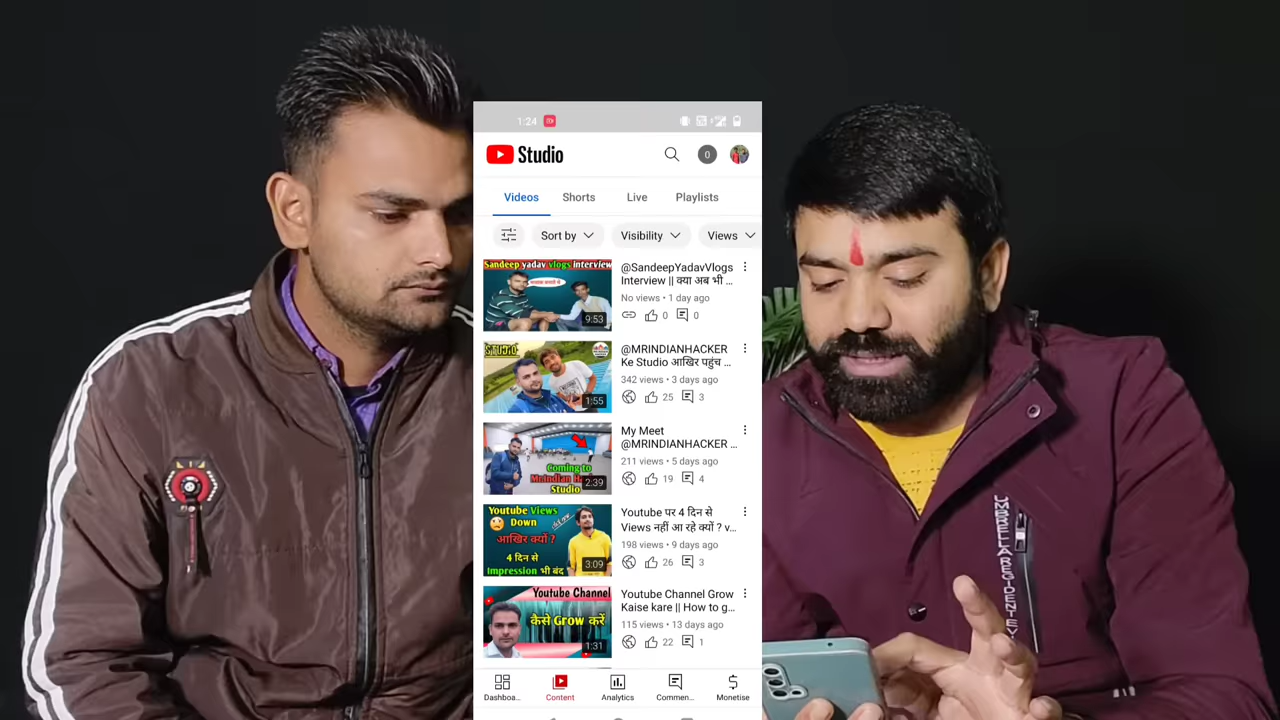 1:24
Studio
0
Videos Shorts Live Playlists
Sort by Visibility Views
Sandeep yadav vlogs interview
9:53
@SandeepYadavVlogs
Interview || क्या अब भी ...
No views • 1 day ago
0 0
STUDIO
1:55
@MRINDIANHACKER
Ke Studio आखिर पहुंच ...
342 views • 3 days ago
25 3
Coming to
Studio
2:39
My Meet
@MRINDIANHACKER ...
211 views • 5 days ago
19 4
Youtube Views
Down
आखिर क्यों ?
4 दिन से
Impression भी बंद
3:09
Youtube पर 4 दिन से
Views नहीं आ रहे क्यों ? v...
198 views • 9 days ago
26 3
Youtube Channel
कैसे Grow करें
1:31
Youtube Channel Grow
Kaise kare || How to g...
115 views • 13 days ago
22 1
Dashboa... Content Analytics Commen... Monetise
UMBRELLAREGIDENTEV